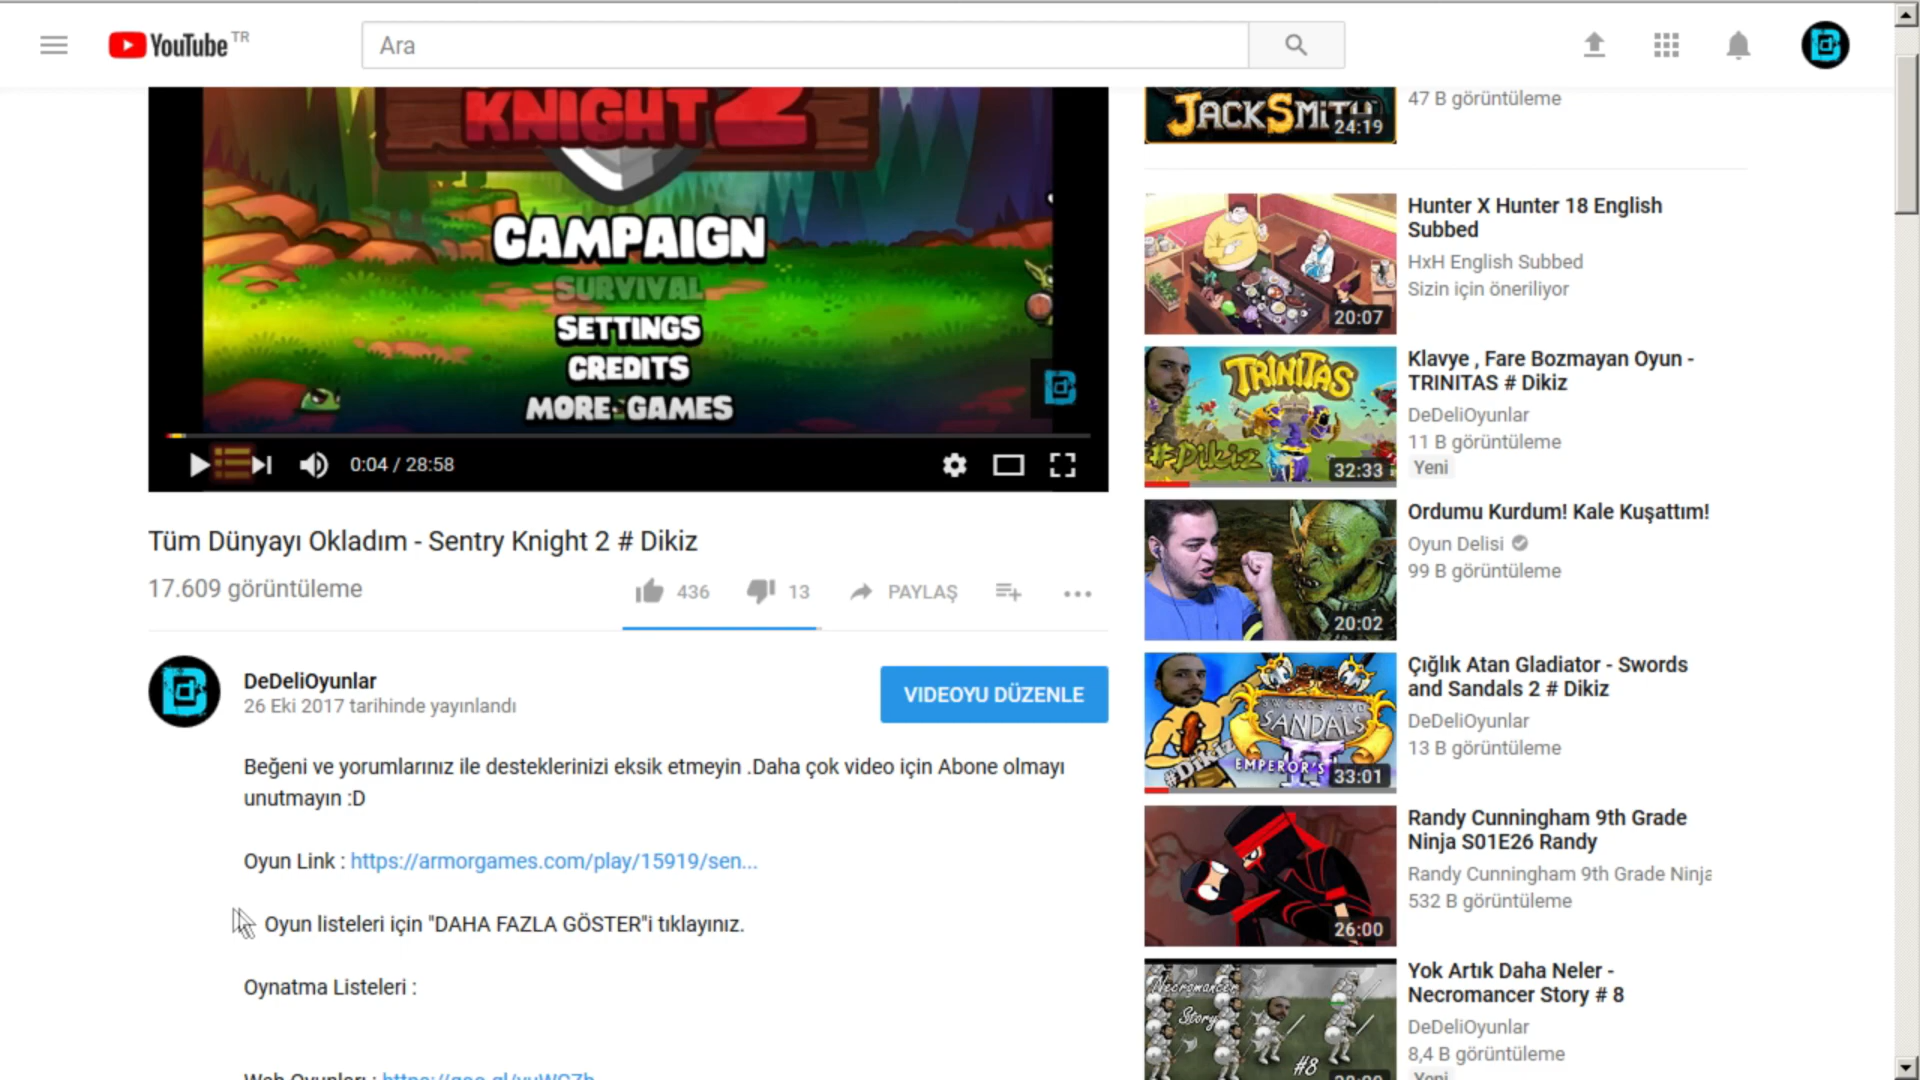 YouTube TR
Ara
KNIGHT 2
CAMPAIGN
SURVIVAL
SETTINGS
CREDITS
MORE GAMES
0:04 / 28:58
Tüm Dünyayı Okladım - Sentry Knight 2 # Dikiz
17.609 görüntüleme
436
13
PAYLAŞ
DeDeliOyunlar
26 Eki 2017 tarihinde yayınlandı
VIDEOYU DÜZENLE
Beğeni ve yorumlarınız ile desteklerinizi eksik etmeyin .Daha çok video için Abone olmayı
unutmayın :D
Oyun Link : https://armorgames.com/play/15919/sen...
Oyun listeleri için "DAHA FAZLA GÖSTER"i tıklayınız.
Oynatma Listeleri :
JACKSMITH
24:19
47 B görüntüleme
20:07
Hunter X Hunter 18 English
Subbed
HxH English Subbed
Sizin için öneriliyor
TRINITAS
#Dikiz
32:33
Klavye , Fare Bozmayan Oyun -
TRINITAS # Dikiz
DeDeliOyunlar
11 B görüntüleme
Yeni
20:02
Ordumu Kurdum! Kale Kuşattım!
Oyun Delisi
99 B görüntüleme
SWORDS AND
SANDALS
II
EMPEROR'S
#Dikiz
33:01
Çığlık Atan Gladiator - Swords
and Sandals 2 # Dikiz
DeDeliOyunlar
13 B görüntüleme
26:00
Randy Cunningham 9th Grade
Ninja S01E26 Randy
Randy Cunningham 9th Grade Ninja
532 B görüntüleme
Necromancer
Story
#8
Yok Artık Daha Neler -
Necromancer Story # 8
DeDeliOyunlar
8,4 B görüntüleme
Yeni